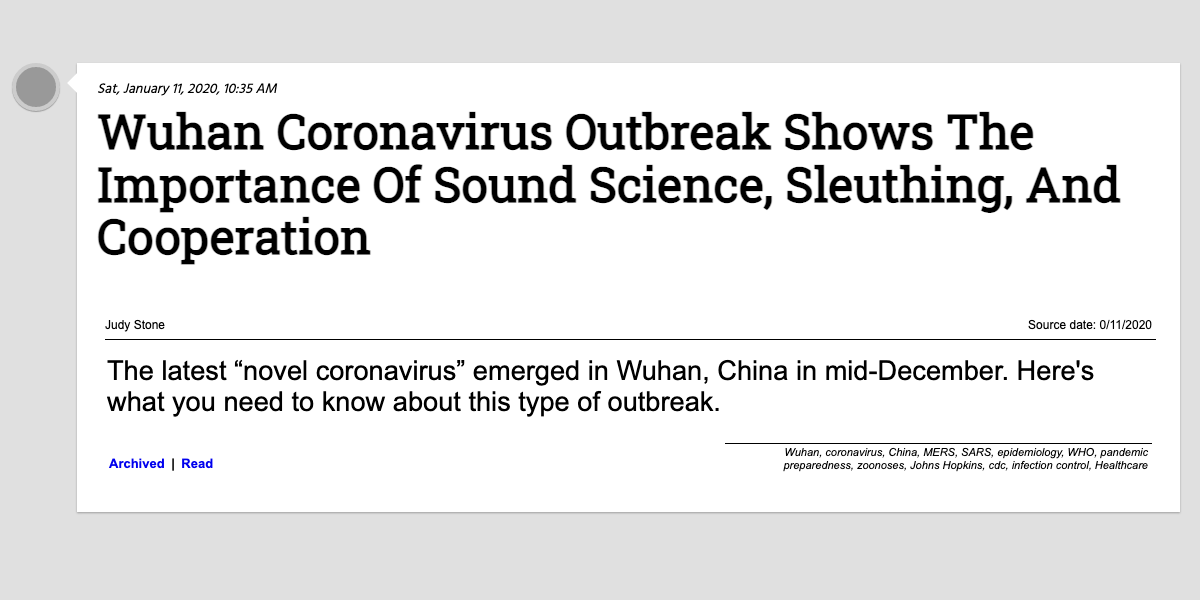 Sat, January 11, 2020, 10:35 AM
Wuhan Coronavirus Outbreak Shows The
Importance Of Sound Science, Sleuthing, And
Cooperation
Judy Stone
Source date: 0/11/2020
The latest “novel coronavirus” emerged in Wuhan, China in mid-December. Here's
what you need to know about this type of outbreak.
Archived | Read
Wuhan, coronavirus, China, MERS, SARS, epidemiology, WHO, pandemic
preparedness, zoonoses, Johns Hopkins, cdc, infection control, Healthcare